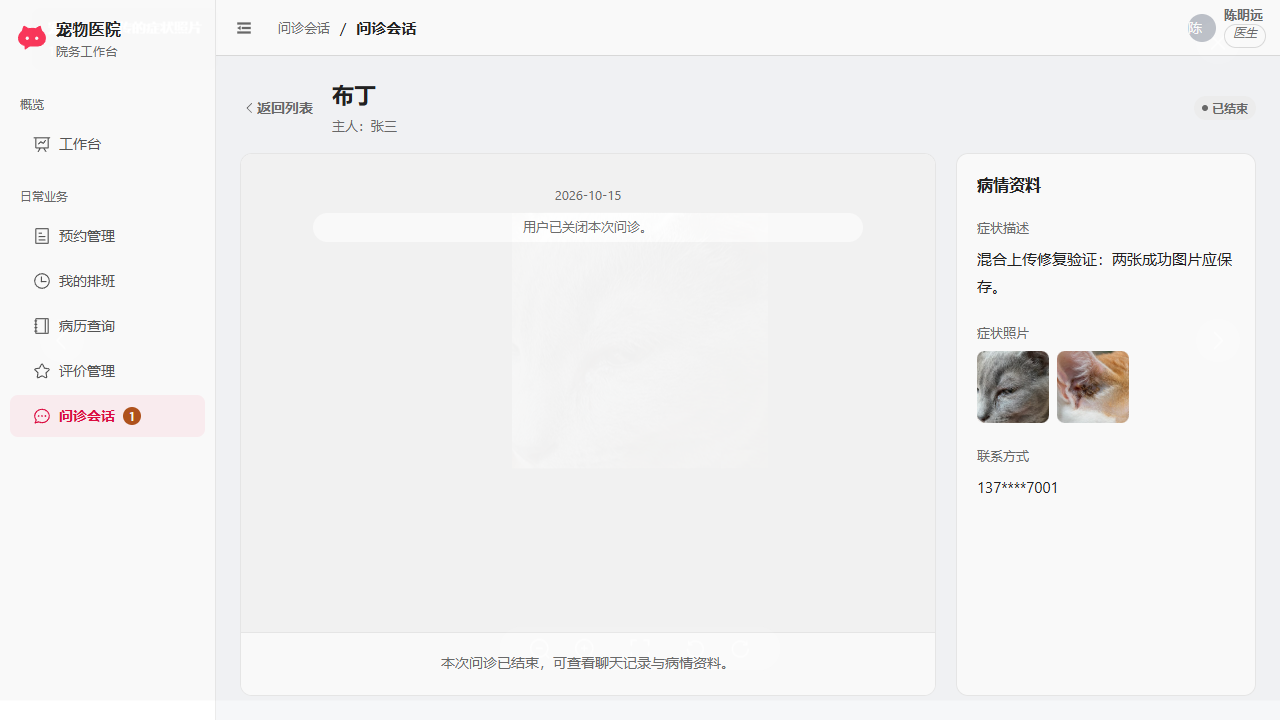 宠物医院
院务工作台
概览
工作台
日常业务
预约管理
我的排班
病历查询
评价管理
问诊会话 1
问诊会话 / 问诊会话
陈
陈明远
医生
返回列表
布丁
主人：张三
已结束
2026-10-15
用户已关闭本次问诊。
本次问诊已结束，可查看聊天记录与病情资料。
病情资料
症状描述
混合上传修复验证：两张成功图片应保
存。
症状照片
联系方式
137****7001